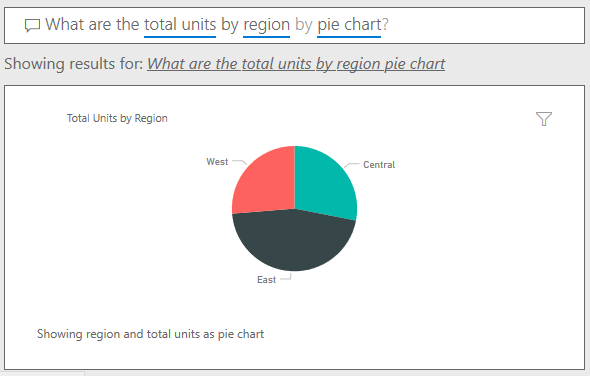 What are the total units by region by pie chart?
Showing results for: What are the total units by region pie chart
Total Units by Region
West
Central
East
Showing region and total units as pie chart